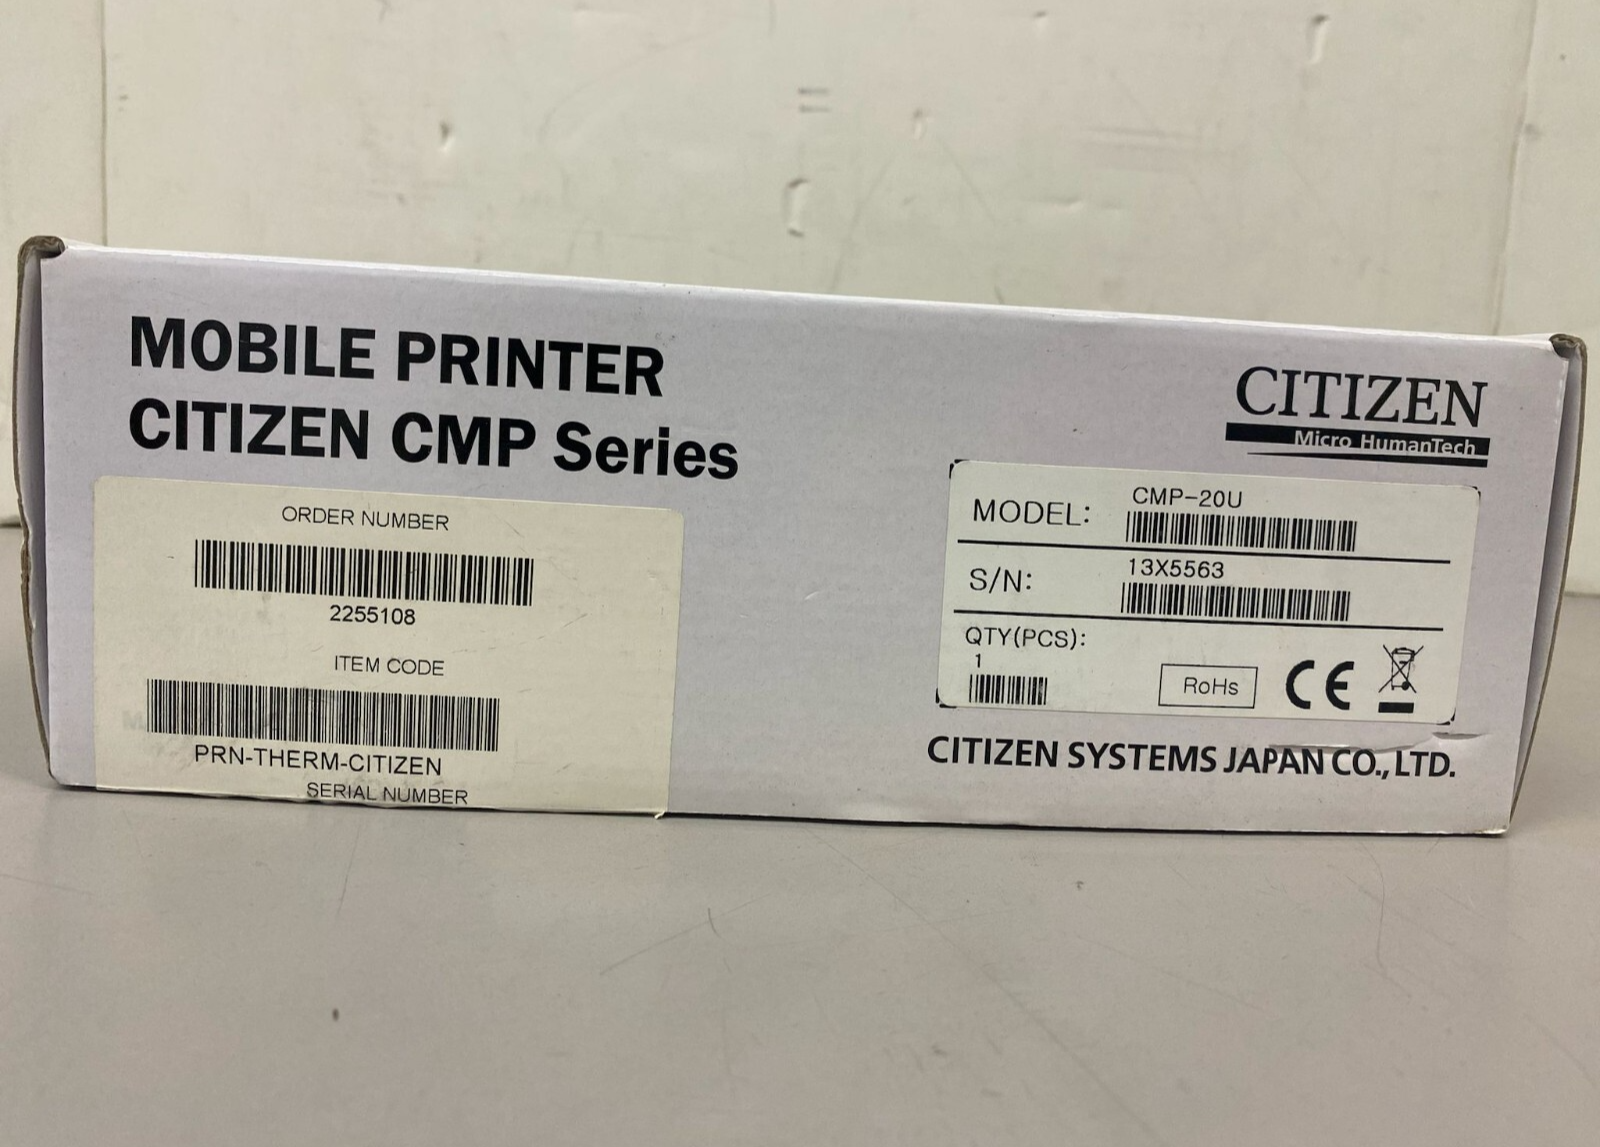 MOBILE PRINTER
CITIZEN CMP Series
ORDER NUMBER
2255108
ITEM CODE
PRN-THERM-CITIZEN
SERIAL NUMBER
CITIZEN
Micro HumanTech
MODEL: CMP-20U
S/N: 13X5563
QTY(PCS):
1
RoHs CE
CITIZEN SYSTEMS JAPAN CO.,LTD.